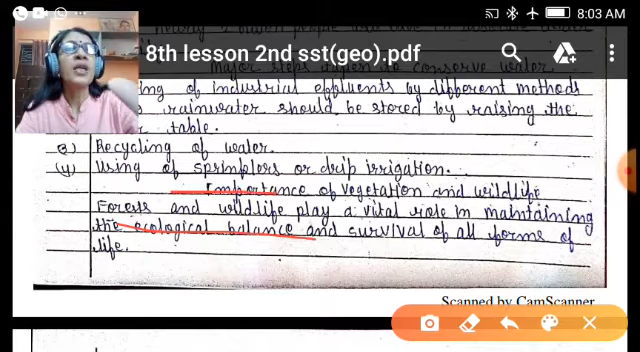 8:03 AM
8th lesson 2nd sst(geo).pdf
major steps taken to conserve water
ing of industrial effluents by different methods
rainwater should be stored by raising the
table.
3) Recycling of water.
(4) Using of sprinplers or drip irrigation.
Importance of vegetation and wildlife
Forests and wildlife play a vital role in maintaining
the ecological balance and survival of all forms of
life.
Scanned by CamScanner